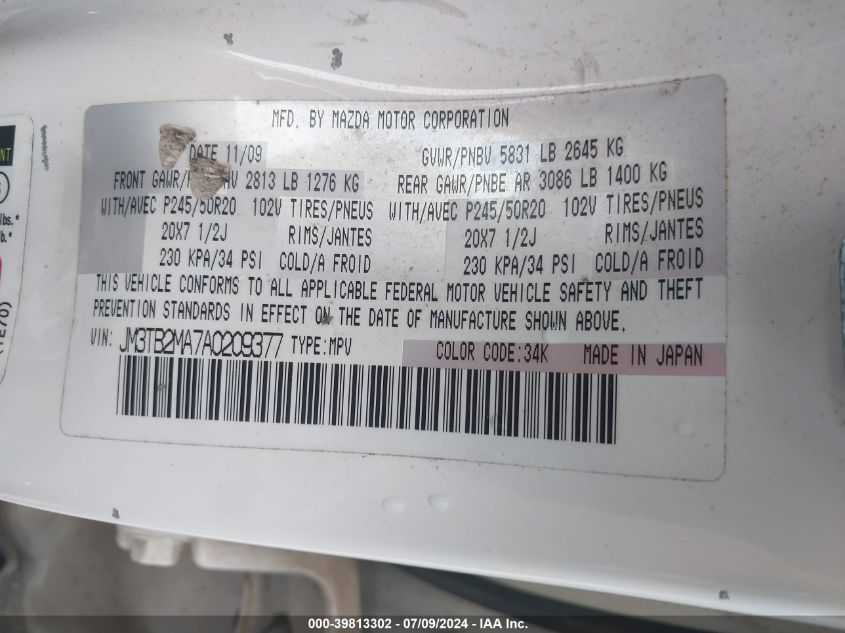 MFD. BY MAZDA MOTOR CORPORATION
DATE 11/09 GVWR/PNBV 5831 LB 2645 KG
FRONT GAWR/ AV 2813 LB 1276 KG REAR GAWR/PNBE AR 3086 LB 1400 KG
WITH/AVEC P245/50R20 102V TIRES/PNEUS WITH/AVEC P245/50R20 102V TIRES/PNEUS
20X7 1/2J RIMS/JANTES 20X7 1/2J RIMS/JANTES
230 KPA/34 PSI COLD/A FROID 230 KPA/34 PSI COLD/A FROID
THIS VEHICLE CONFORMS TO ALL APPLICABLE FEDERAL MOTOR VEHICLE SAFETY AND THEFT
PREVENTION STANDARDS IN EFFECT ON THE DATE OF MANUFACTURE SHOWN ABOVE.
VIN: JM3TB2MA7A0209377 TYPE:MPV COLOR CODE:34K MADE IN JAPAN
lbs.*
lb.*
000-39813302 - 07/09/2024 - IAA Inc.